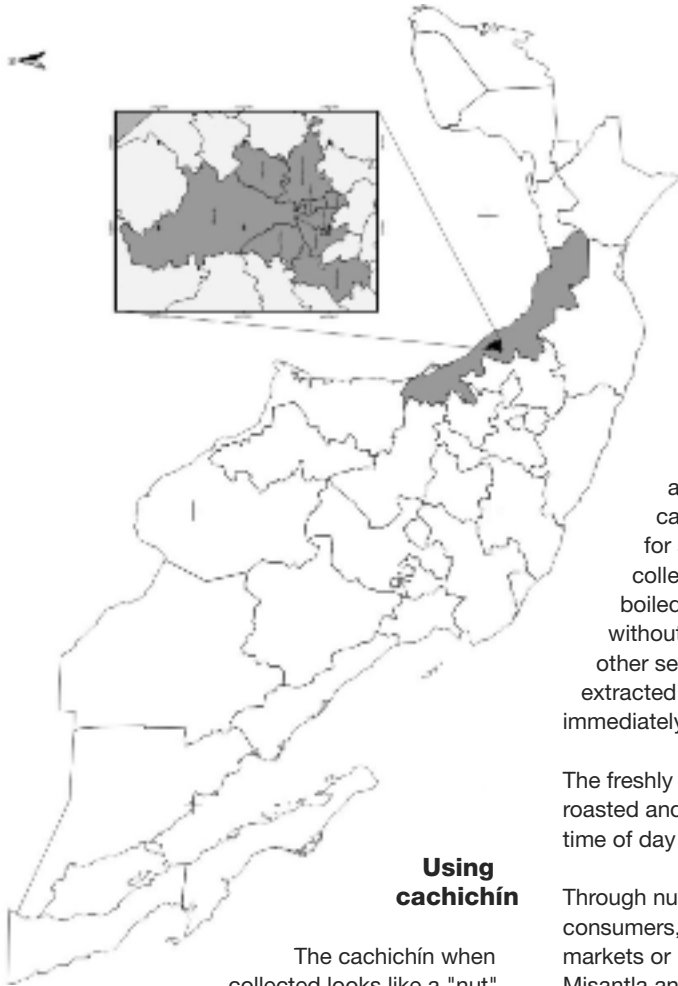 Using
cachichín
The cachichín when
collected looks like a "nut"
a
ca
for
colle
boiled
without
other se
extracted
immediately
The freshly
roasted and
time of day
Through nu
consumers,
markets or
Misantla an